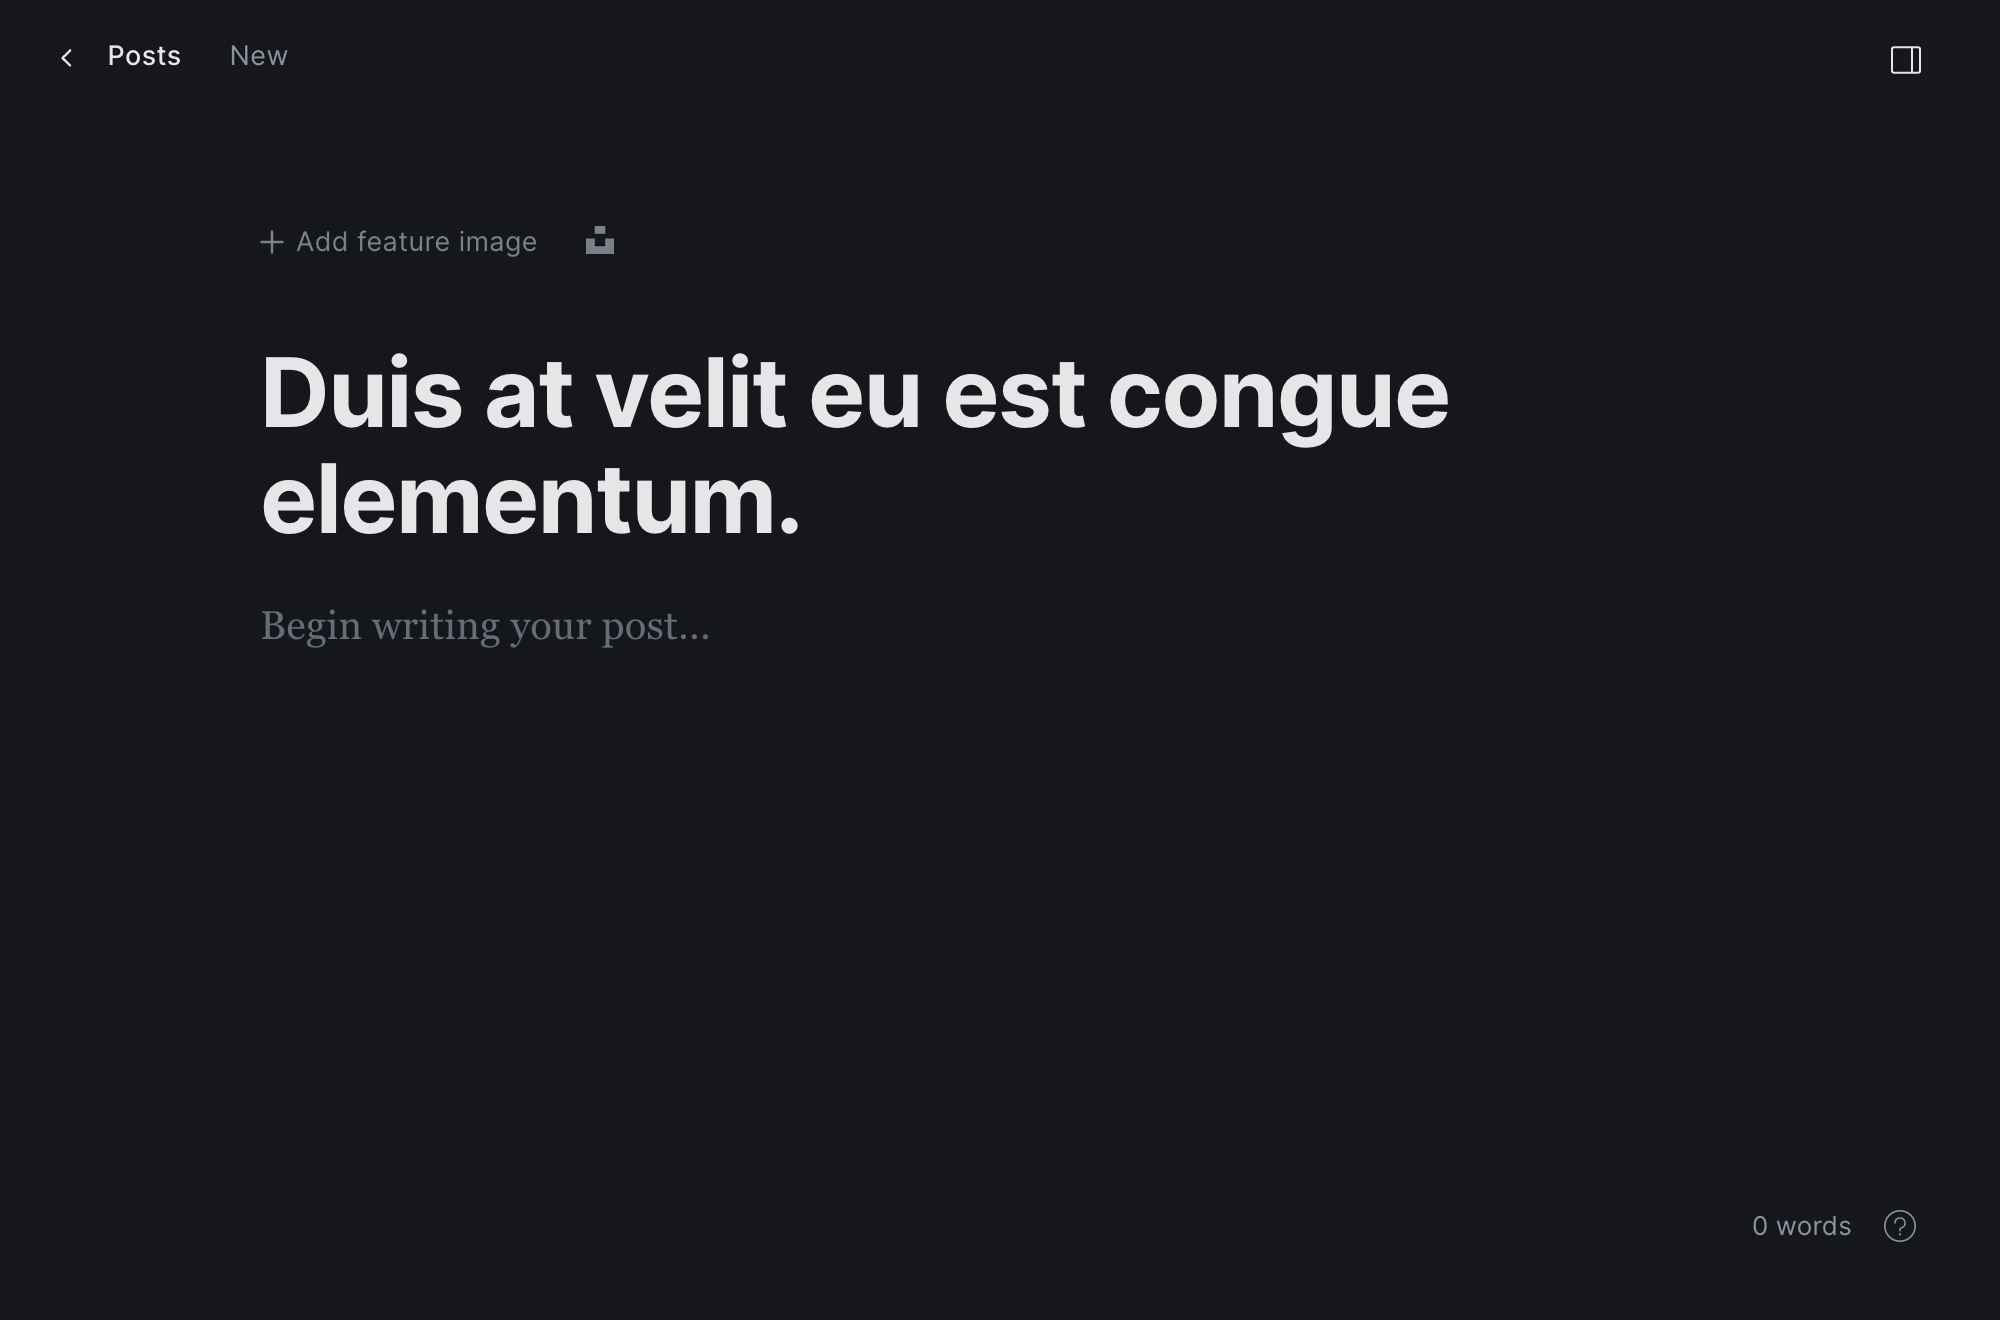 Posts New
Add feature image
Duis at velit eu est congue
elementum.
Begin writing your post...
0 words
?